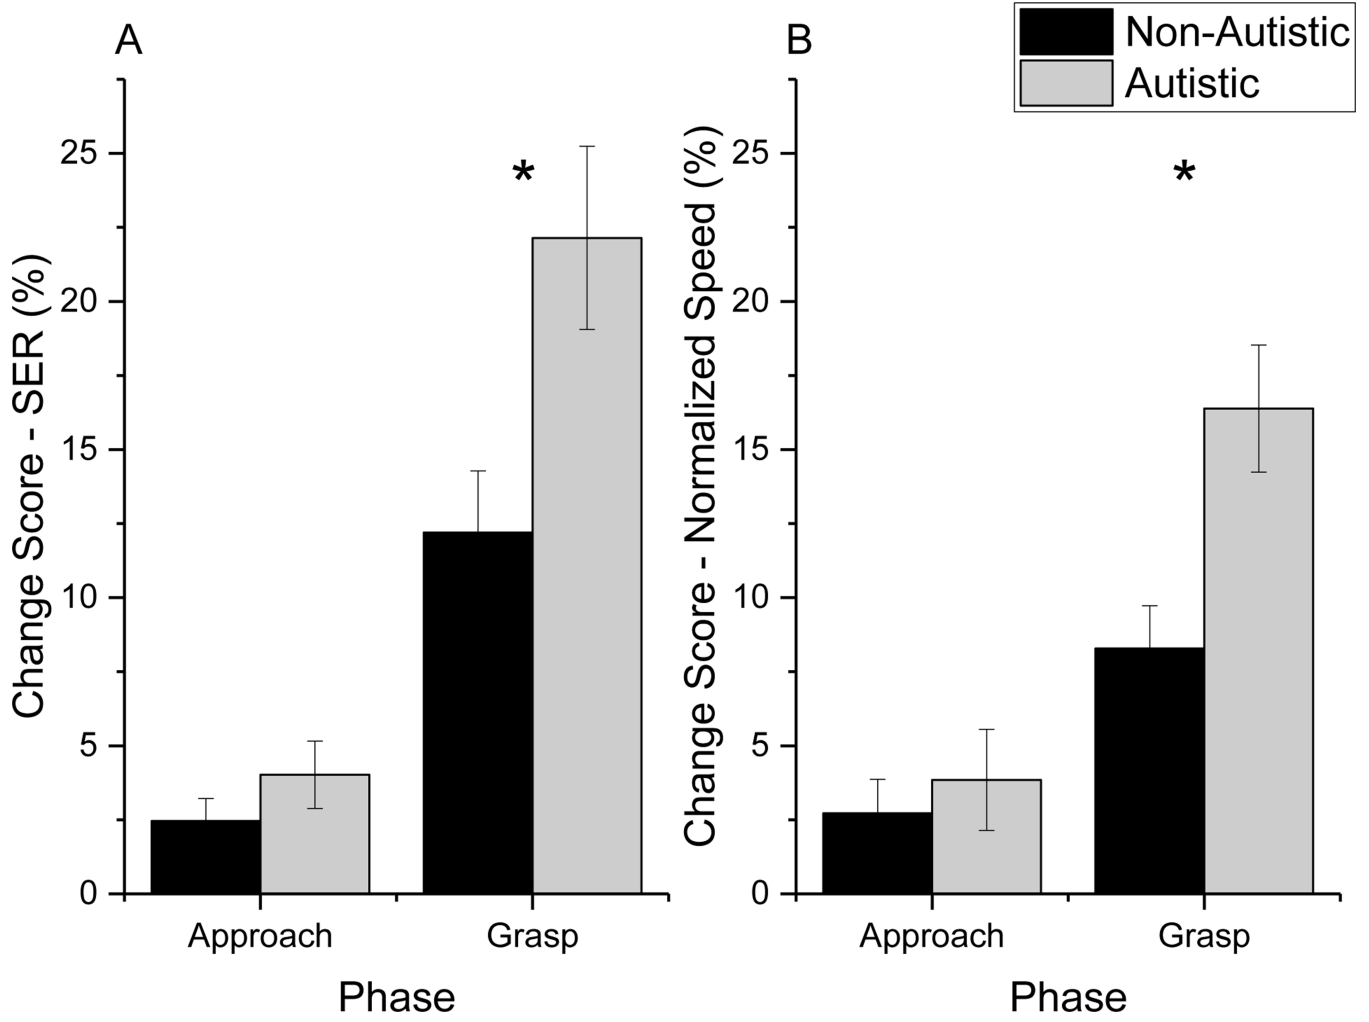 A
Change Score - SER (%)
25
20
15
10
5
0
Approach
Grasp
Phase
*
B
Non-Autistic
Autistic
Change Score - Normalized Speed (%)
25
20
15
10
5
0
Approach
Grasp
Phase
*